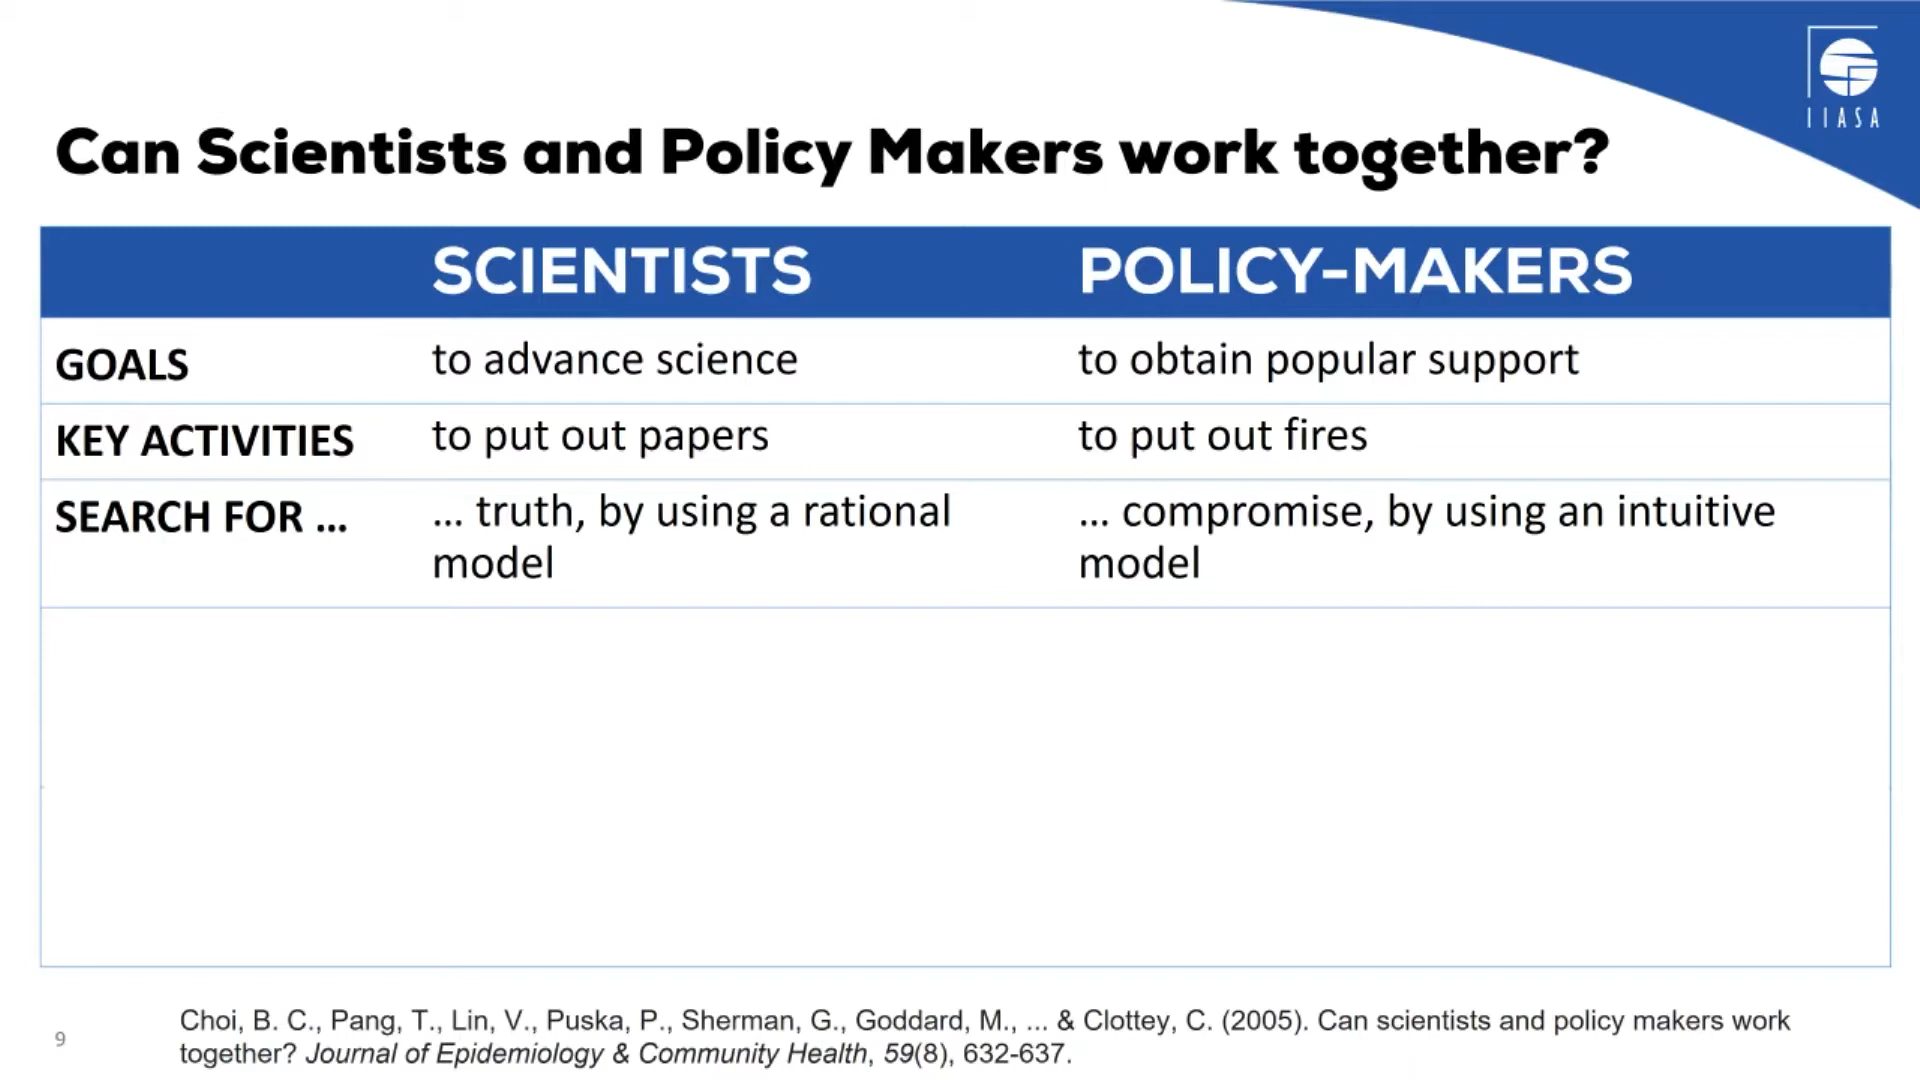 IIASA
Can Scientists and Policy Makers work together?
SCIENTISTS POLICY-MAKERS
GOALS to advance science to obtain popular support
KEY ACTIVITIES to put out papers to put out fires
SEARCH FOR ... ... truth, by using a rational ... compromise, by using an intuitive
model model
Choi, B. C., Pang, T., Lin, V., Puska, P., Sherman, G., Goddard, M., ... & Clottey, C. (2005). Can scientists and policy makers work
9 together? Journal of Epidemiology & Community Health, 59(8), 632-637.